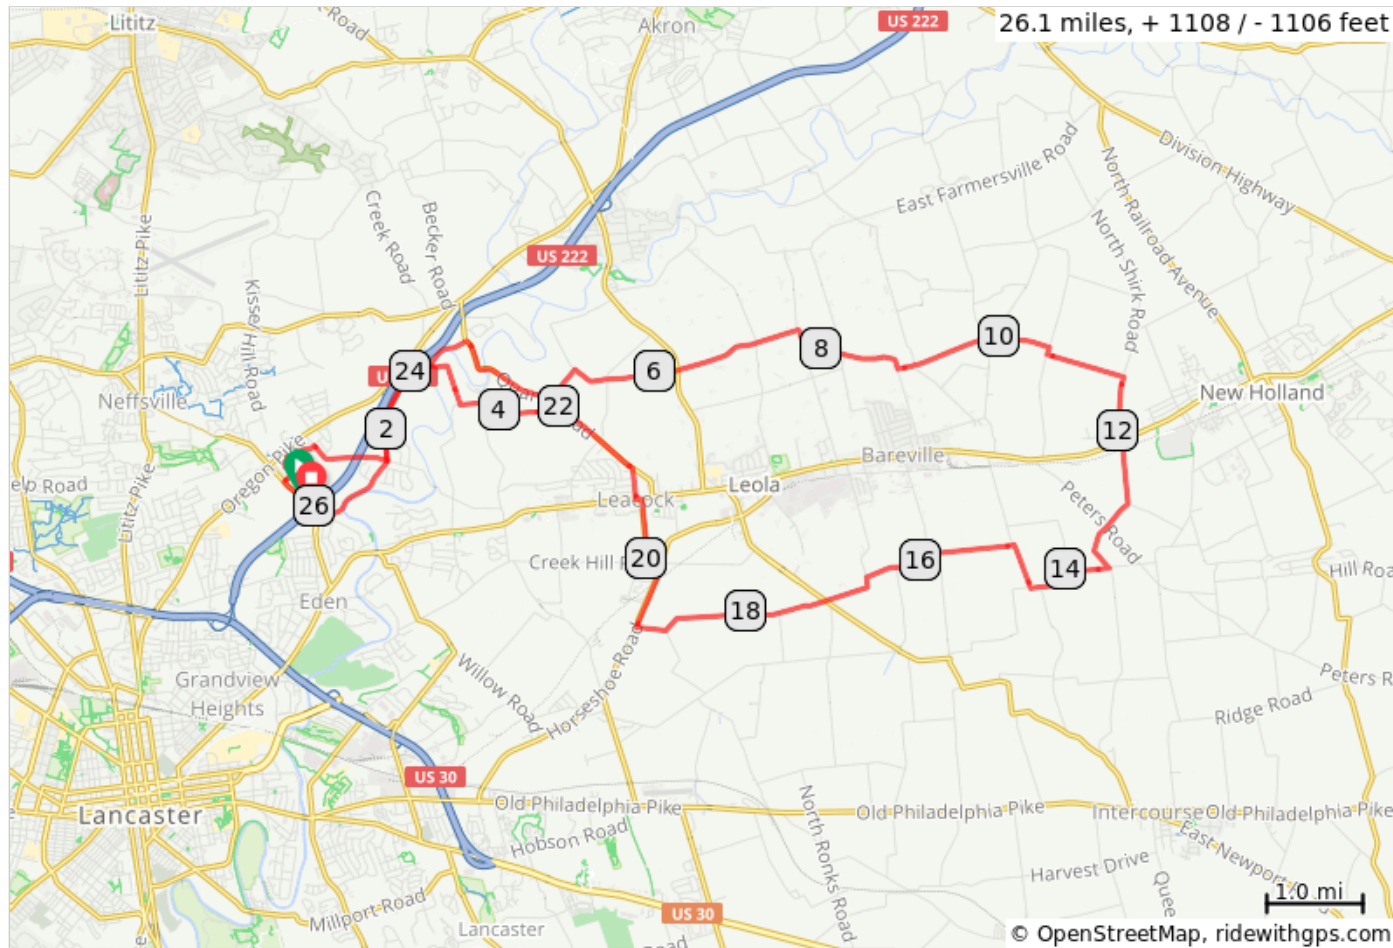 26.1 miles, + 1108 / - 1106 feet
Lititz
Road
Akron
US 222
Division Highway
East Farmersville Road
North Railroad Avenue
North Shirk Road
Creek Road
Becker Road
Lititz Pike
US 222
Kissel Hill Road
Neffsville
24
8
10
6
4
22
2
12
New Holland
Oregon Pike
Lititz Pike
Bareville
Leola
Leacock
26
Peters Road
Creek Hill
20
16
14
Hill Road
Eden
18
Grandview
Heights
Willow Road
Horseshoe Road
Peters R
Ridge Road
US 30
Lancaster
Old Philadelphia Pike
Old Philadelphia Pike
Intercourse
Old Philadelphia Pike
Hobson Road
North Ronks Road
East Newport
Harvest Drive
Quee
Millport Road
Lancaster
US 30
Road
1.0 mi
© OpenStreetMap, ridewithgps.com